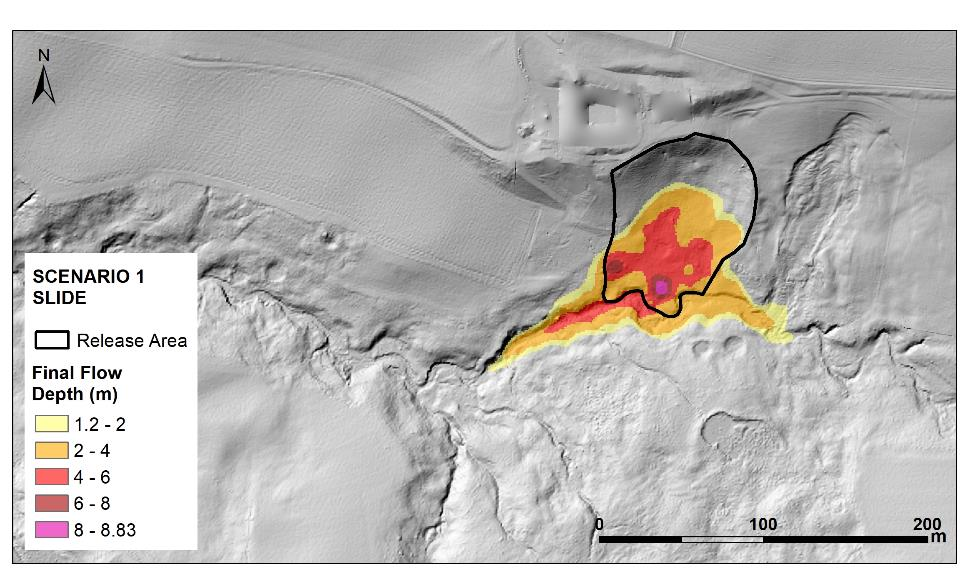 N
SCENARIO 1
SLIDE
Release Area
Final Flow
Depth (m)
1.2 - 2
2 - 4
4 - 6
6 - 8
8 - 8.83
0 100 200
m